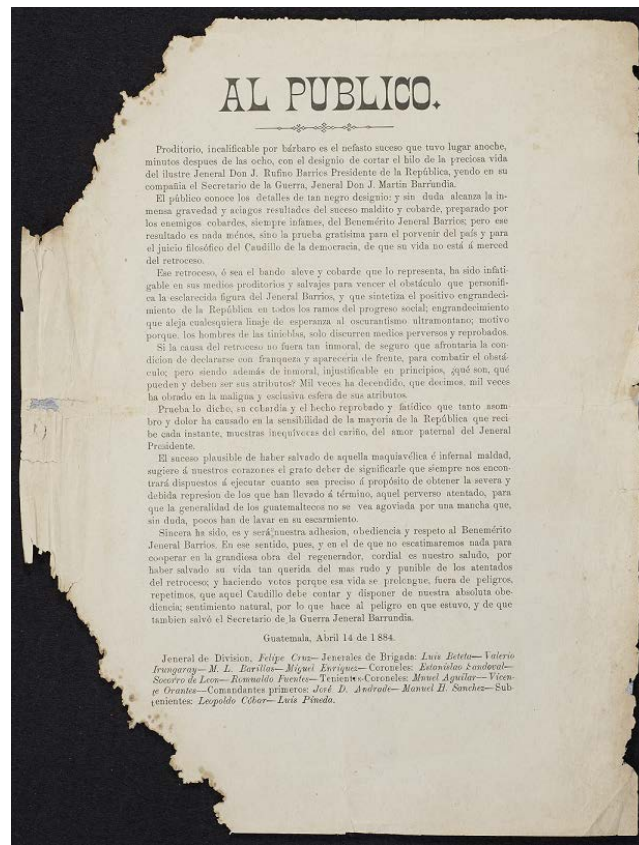 AL PUBLICO.
Proditorio, incalificable por bárbaro es el nefasto suceso que tuvo lugar anoche,
minutos despues de las ocho, con el designio de cortar el hilo de la preciosa vida
del ilustre Jeneral Don J. Rufino Barrios Presidente de la República, yendo en su
compañia el Secretario de la Guerra, Jeneral Don J. Martin Barrundia.
El público conoce los detalles de tan negro designio: y sin duda alcanza la in-
mensa gravedad y aciagos resultados del suceso maldito y cobarde, preparado por
los enemigos cobardes, siempre infames, del Benemérito Jeneral Barrios; pero ese
resultado es nada ménos, sino la prueba gratísima para el porvenir del país y para
el juicio filosófico del Caudillo de la democracia, de que su vida no está á merced
del retroceso.
Ese retroceso, ó sea el bando aleve y cobarde que lo representa, ha sido infati-
gable en sus medios proditorios y salvajes para vencer el obstáculo que personifi-
ca la esclarecida figura del Jeneral Barrios, y que sintetiza el positivo engrandeci-
miento de la República en todos los ramos del progreso social; engrandecimiento
que aleja cualesquiera linaje de esperanza al oscurantismo ultramontano; motivo
porque, los hombres de las tinieblas, solo discurren medios perversos y reprobados.
Si la causa del retroceso no fuera tan inmoral, de seguro que afrontaria la con-
dicion de declararse con franqueza y apareceria de frente, para combatir el obstá-
culo; pero siendo además de inmoral, injustificable en principios, ¿qué son, qué
pueden y deben ser sus atributos? Mil veces ha decendido, que decimos, mil veces
ha obrado en la maligna y esclusiva esfera de sus atributos.
Prueba lo dicho, su cobardia y el hecho reprobado y fatídico que tanto asom-
bro y dolor ha causado en la sensibilidad de la mayoria de la República que reci
be cada instante, muestras inequívocas del cariño, del amor paternal del Jeneral
Presidente.
El suceso plausible de haber salvado de aquella maquiavélica é infernal maldad,
sugiere á nuestros corazones el grato deber de significarle que siempre nos encon-
trará dispuestos á ejecutar cuanto sea preciso á propósito de obtener la severa y
debida represion de los que han llevado á término, aquel perverso atentado, para
que la generalidad de los guatemaltecos no se vea agoviada por una mancha que,
sin duda, pocos han de lavar en su escarmiento.
Sincera ha sido, es y será nuestra adhesion, obediencia y respeto al Benemérito
Jeneral Barrios. En ese sentido, pues, y en el de que no escatimaremos nada para
cooperar en la grandiosa obra del regenerador, cordial es nuestro saludo, por
haber salvado su vida tan querida del mas rudo y punible de los atentados
del retroceso; y haciendo votos porque esa vida se prolongue, fuera de peligros,
repetimos, que aquel Caudillo debe contar y disponer de nuestra absoluta obe-
diencia; sentimiento natural, por lo que hace al peligro en que estuvo, y de que
tambien salvó el Secretario de la Guerra Jeneral Barrundia.
Guatemala, Abril 14 de 1884.
Jeneral de Division, Felipe Cruz—Jenerales de Brigada: Luis Beteta—Valerio
Irungaray—M. L. Barillas—Miguel Enriquez—Coroneles: Estanislao Sandoval—
Socorro de Leon—Romualdo Fuentes—Tenientes-Coroneles: Mnuel Aguilar—Vicen-
te Orantes—Comandantes primeros: José D. Andrade—Manuel H. Sanchez—Sub-
tenientes: Leopoldo Cóbar—Luis Pineda.